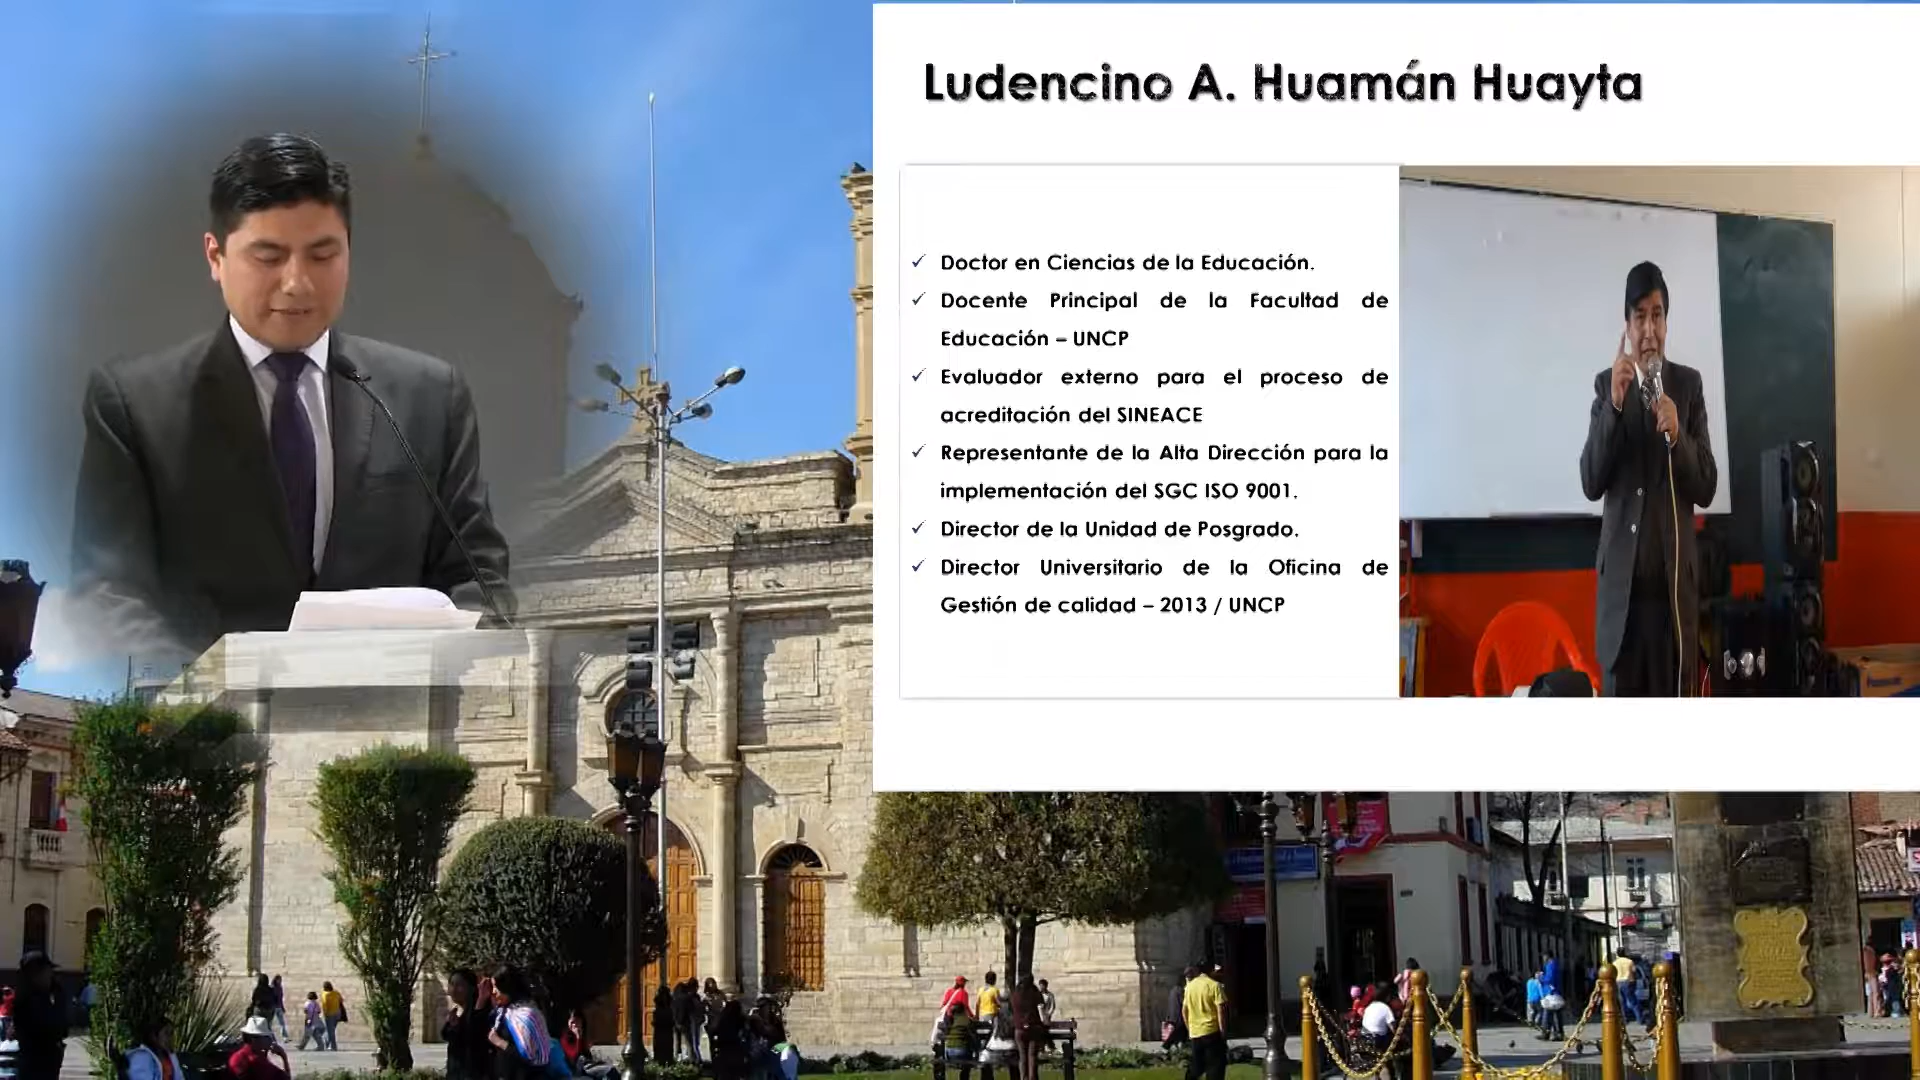 Ludencino A. Huamán Huayta
✓ Doctor en Ciencias de la Educación.
✓ Docente Principal de la Facultad de
Educación – UNCP
✓ Evaluador externo para el proceso de
acreditación del SINEACE
✓ Representante de la Alta Dirección para la
implementación del SGC ISO 9001.
✓ Director de la Unidad de Posgrado.
✓ Director Universitario de la Oficina de
Gestión de calidad – 2013 / UNCP